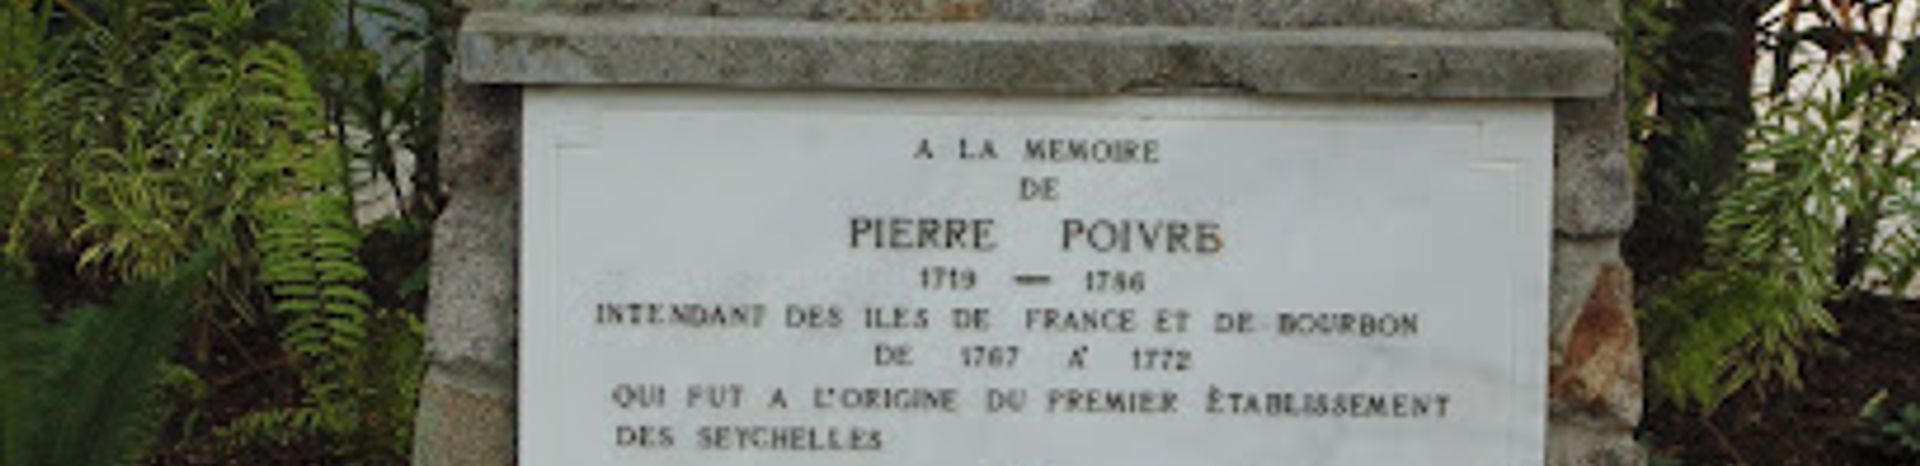 A LA MEMOIRE
DE
PIERRE POIVRE
1719 — 1786
INTENDANT DES ILES DE FRANCE ET DE BOURBON
DE 1767 A 1772
QUI FUT A L'ORIGINE DU PREMIER ÈTABLISSEMENT
DES SEYCHELLES